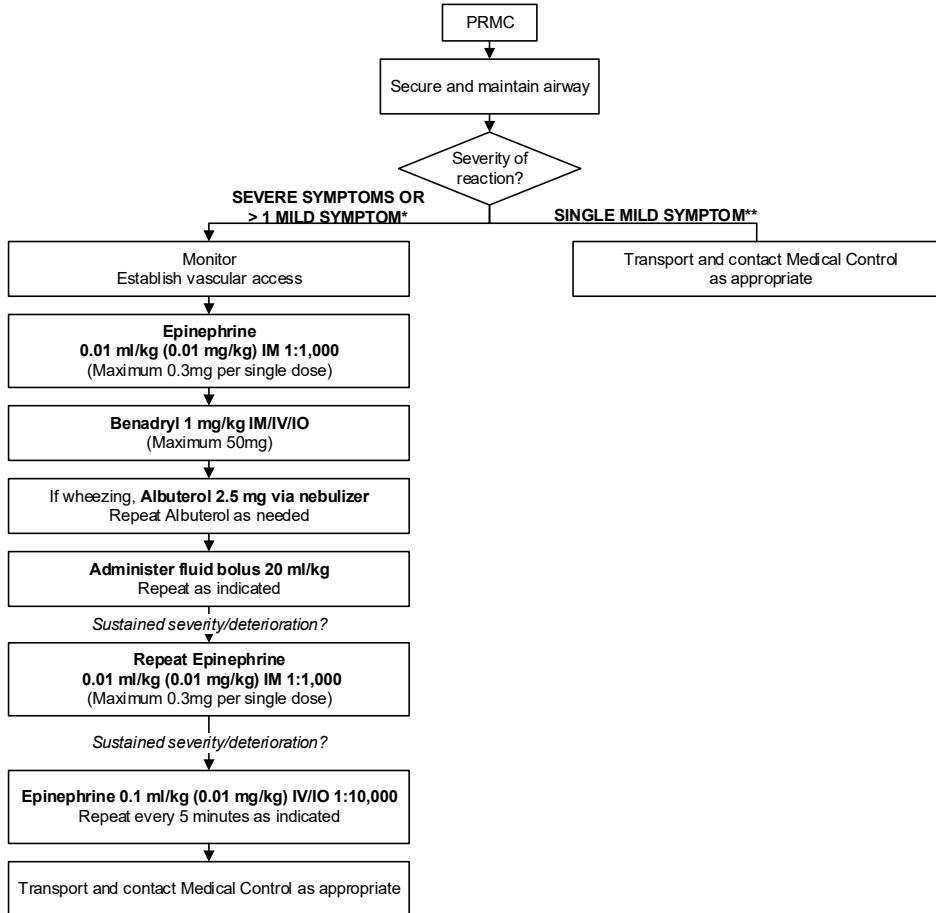 PRMC
Secure and maintain airway
Severity of
reaction?
SEVERE SYMPTOMS OR
> 1 MILD SYMPTOM*
SINGLE MILD SYMPTOM**
Monitor
Establish vascular access
Transport and contact Medical Control
as appropriate
Epinephrine
0.01 ml/kg (0.01 mg/kg) IM 1:1,000
(Maximum 0.3mg per single dose)
Benadryl 1 mg/kg IM/IV/IO
(Maximum 50mg)
If wheezing, Albuterol 2.5 mg via nebulizer
Repeat Albuterol as needed
Administer fluid bolus 20 ml/kg
Repeat as indicated
Sustained severity/deterioration?
Repeat Epinephrine
0.01 ml/kg (0.01 mg/kg) IM 1:1,000
(Maximum 0.3mg per single dose)
Sustained severity/deterioration?
Epinephrine 0.1 ml/kg (0.01 mg/kg) IV/IO 1:10,000
Repeat every 5 minutes as indicated
Transport and contact Medical Control as appropriate